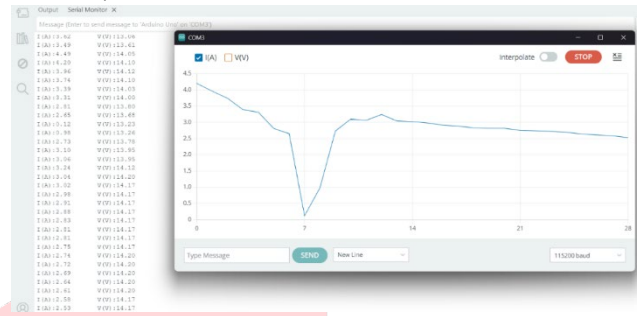 Output Serial Monitor ×
Message (Enter to send message to 'Arduino Uno' on 'COM3')
I(A):3.62 V(V):13.06
I(A):3.49 V(V):13.61
I(A):4.49 V(V):14.05
I(A):4.20 V(V):14.10
I(A):3.96 V(V):14.12
I(A):3.74 V(V):14.10
I(A):3.39 V(V):14.03
I(A):3.31 V(V):14.00
I(A):2.81 V(V):13.80
I(A):2.65 V(V):13.69
I(A):0.12 V(V):13.23
I(A):0.98 V(V):13.26
I(A):2.73 V(V):13.78
I(A):3.10 V(V):13.95
I(A):3.06 V(V):13.95
I(A):3.24 V(V):14.12
I(A):3.04 V(V):14.20
I(A):3.02 V(V):14.17
I(A):2.98 V(V):14.17
I(A):2.91 V(V):14.17
I(A):2.88 V(V):14.17
I(A):2.83 V(V):14.17
I(A):2.81 V(V):14.17
I(A):2.81 V(V):14.17
I(A):2.75 V(V):14.17
I(A):2.74 V(V):14.20
I(A):2.72 V(V):14.20
I(A):2.69 V(V):14.20
I(A):2.64 V(V):14.20
I(A):2.61 V(V):14.20
I(A):2.58 V(V):14.17
I(A):2.53 V(V):14.17
COM3
I(A) V(V) Interpolate STOP
4.5
4.0
3.5
3.0
2.5
2.0
1.5
1.0
0.5
0
0 7 14 21 28
Type Message SEND New Line 115200 baud